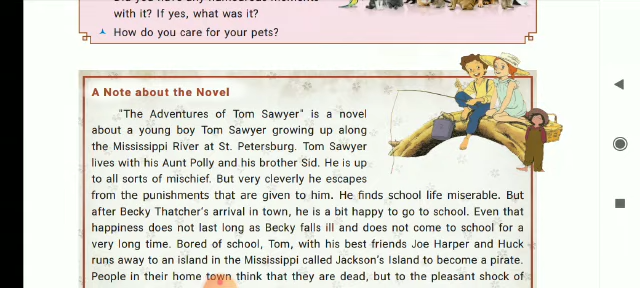 with it? If yes, what was it?
How do you care for your pets?
A Note about the Novel
"The Adventures of Tom Sawyer" is a novel
about a young boy Tom Sawyer growing up along
the Mississippi River at St. Petersburg. Tom Sawyer
lives with his Aunt Polly and his brother Sid. He is up
to all sorts of mischief. But very cleverly he escapes
from the punishments that are given to him. He finds school life miserable. But
after Becky Thatcher's arrival in town, he is a bit happy to go to school. Even that
happiness does not last long as Becky falls ill and does not come to school for a
very long time. Bored of school, Tom, with his best friends Joe Harper and Huck
runs away to an island in the Mississippi called Jackson's Island to become a pirate.
People in their home town think that they are dead, but to the pleasant shock of